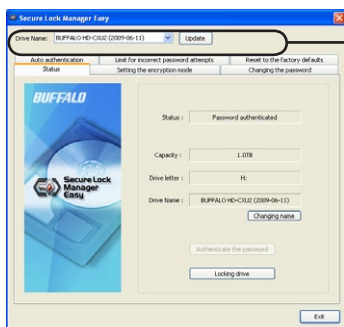 Secure Lock Manager Easy
Drive Name: BUFFALO HD-CXU2 (2009-06-11) Update
Auto authentication Limit for incorrect password attempts Reset to the factory defaults
Status Setting the encryption mode Changing the password
BUFFALO
Status : Password authenticated
Capacity : 1.0TB
Secure Lock
Manager
Easy
Drive letter : H:
Drive Name : BUFFALO HD-CXU2 (2009-06-11)
Changing name
Authenticate the password
Locking drive
Exit